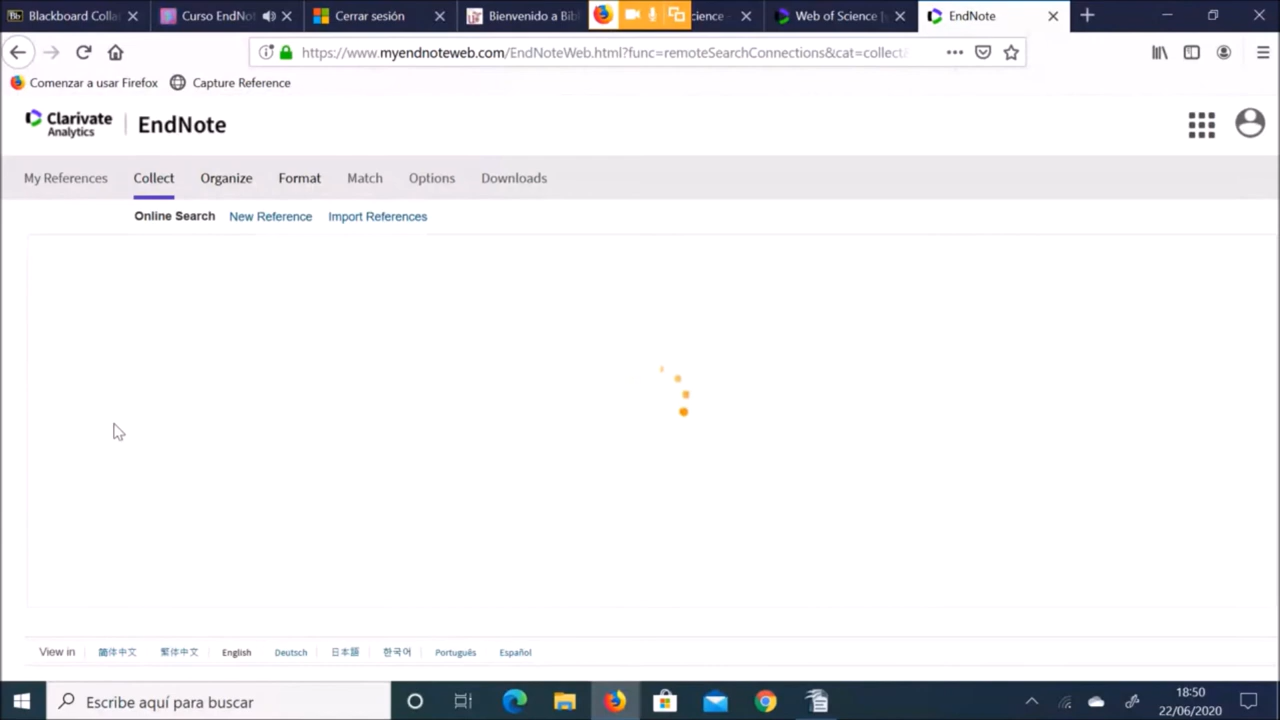 Blackboard Colla
Curso EndNot
Cerrar sesión
Bienvenido a Bib
cience -
Web of Science [
EndNote
https://www.myendnoteweb.com/EndNoteWeb.html?func=remoteSearchConnections&cat=collect&
Comenzar a usar Firefox
Capture Reference
Clarivate
Analytics
EndNote
My References
Collect
Organize
Format
Match
Options
Downloads
Online Search
New Reference
Import References
View in
简体中文
繁体中文
English
Deutsch
日本語
한국어
Português
Español
Escribe aquí para buscar
18:50
22/06/2020